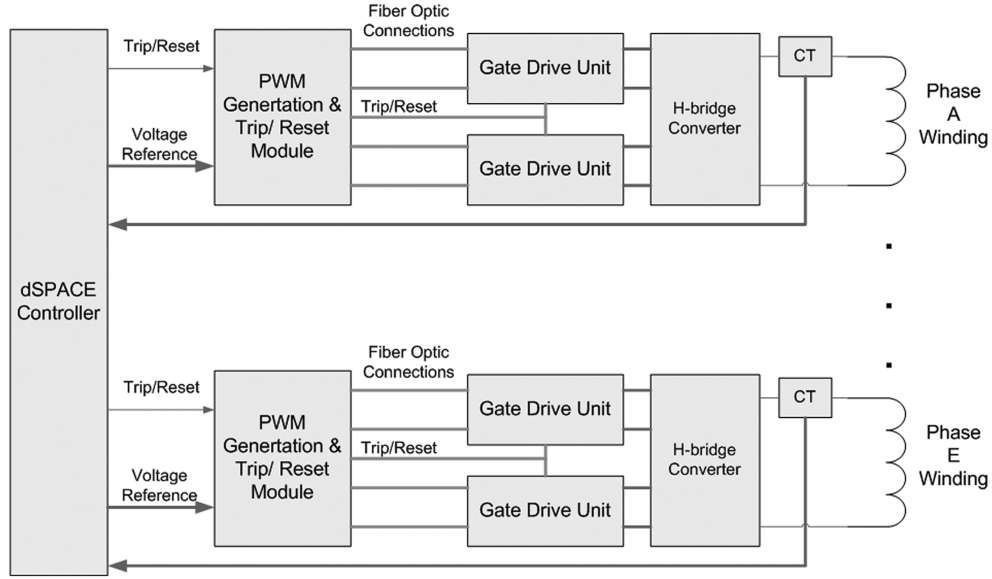 Fiber Optic
Connections
Trip/Reset
PWM
Genertation &
Trip/ Reset
Module
Gate Drive Unit
CT
Trip/Reset
H-bridge
Converter
Phase
A
Winding
Voltage
Reference
Gate Drive Unit
dSPACE
Controller
Fiber Optic
Connections
Trip/Reset
PWM
Genertation &
Trip/ Reset
Module
Gate Drive Unit
CT
Trip/Reset
H-bridge
Converter
Phase
E
Winding
Voltage
Reference
Gate Drive Unit